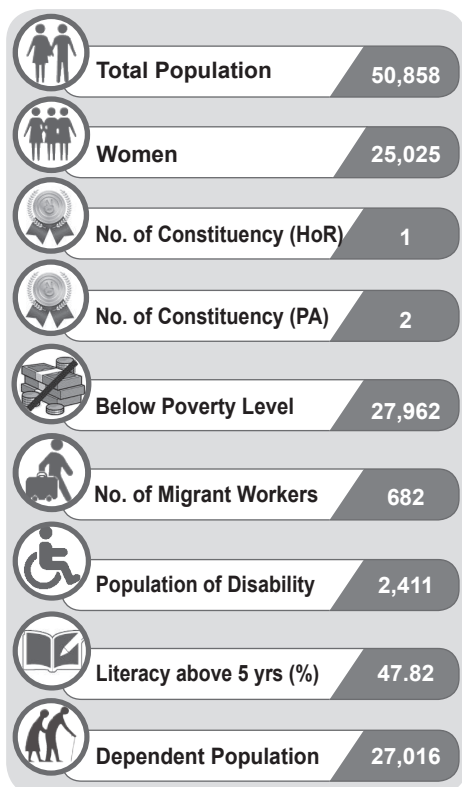 Total Population 50,858
Women 25,025
No. of Constituency (HoR) 1
No. of Constituency (PA) 2
Below Poverty Level 27,962
No. of Migrant Workers 682
Population of Disability 2,411
Literacy above 5 yrs (%) 47.82
Dependent Population 27,016